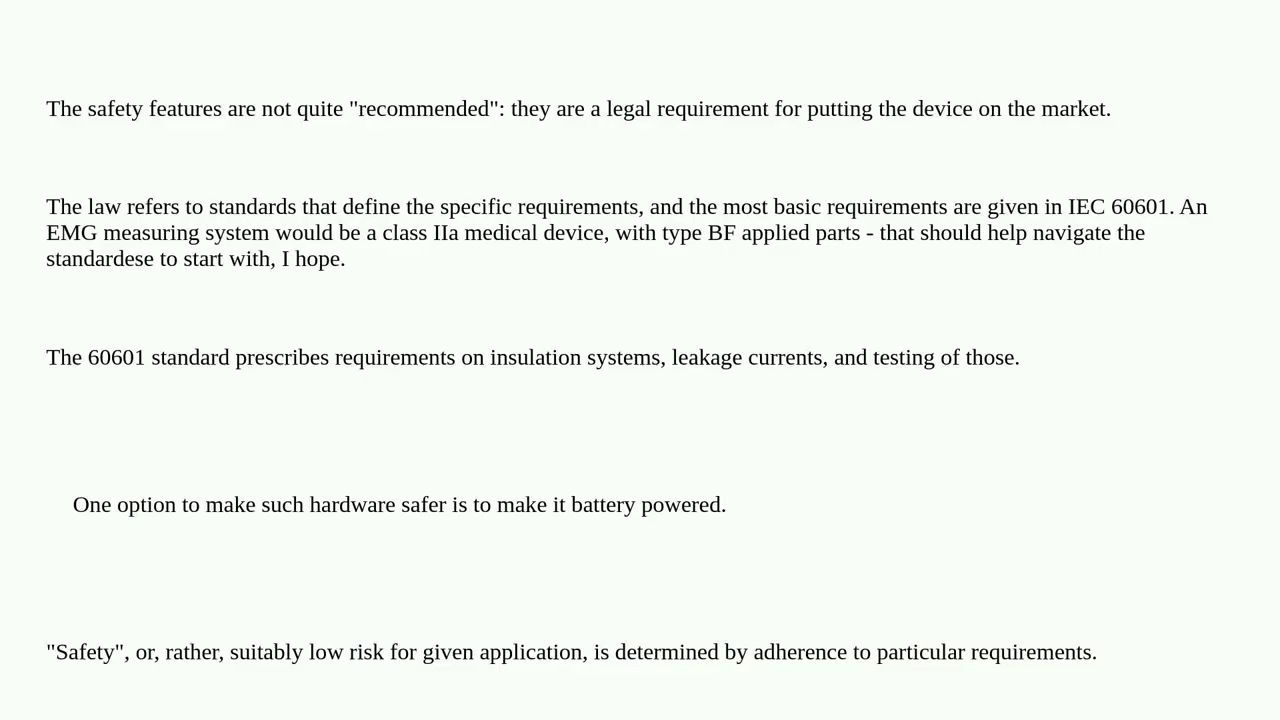 The safety features are not quite "recommended": they are a legal requirement for putting the device on the market.
The law refers to standards that define the specific requirements, and the most basic requirements are given in IEC 60601. An
EMG measuring system would be a class IIa medical device, with type BF applied parts - that should help navigate the
standardese to start with, I hope.
The 60601 standard prescribes requirements on insulation systems, leakage currents, and testing of those.
One option to make such hardware safer is to make it battery powered.
"Safety", or, rather, suitably low risk for given application, is determined by adherence to particular requirements.